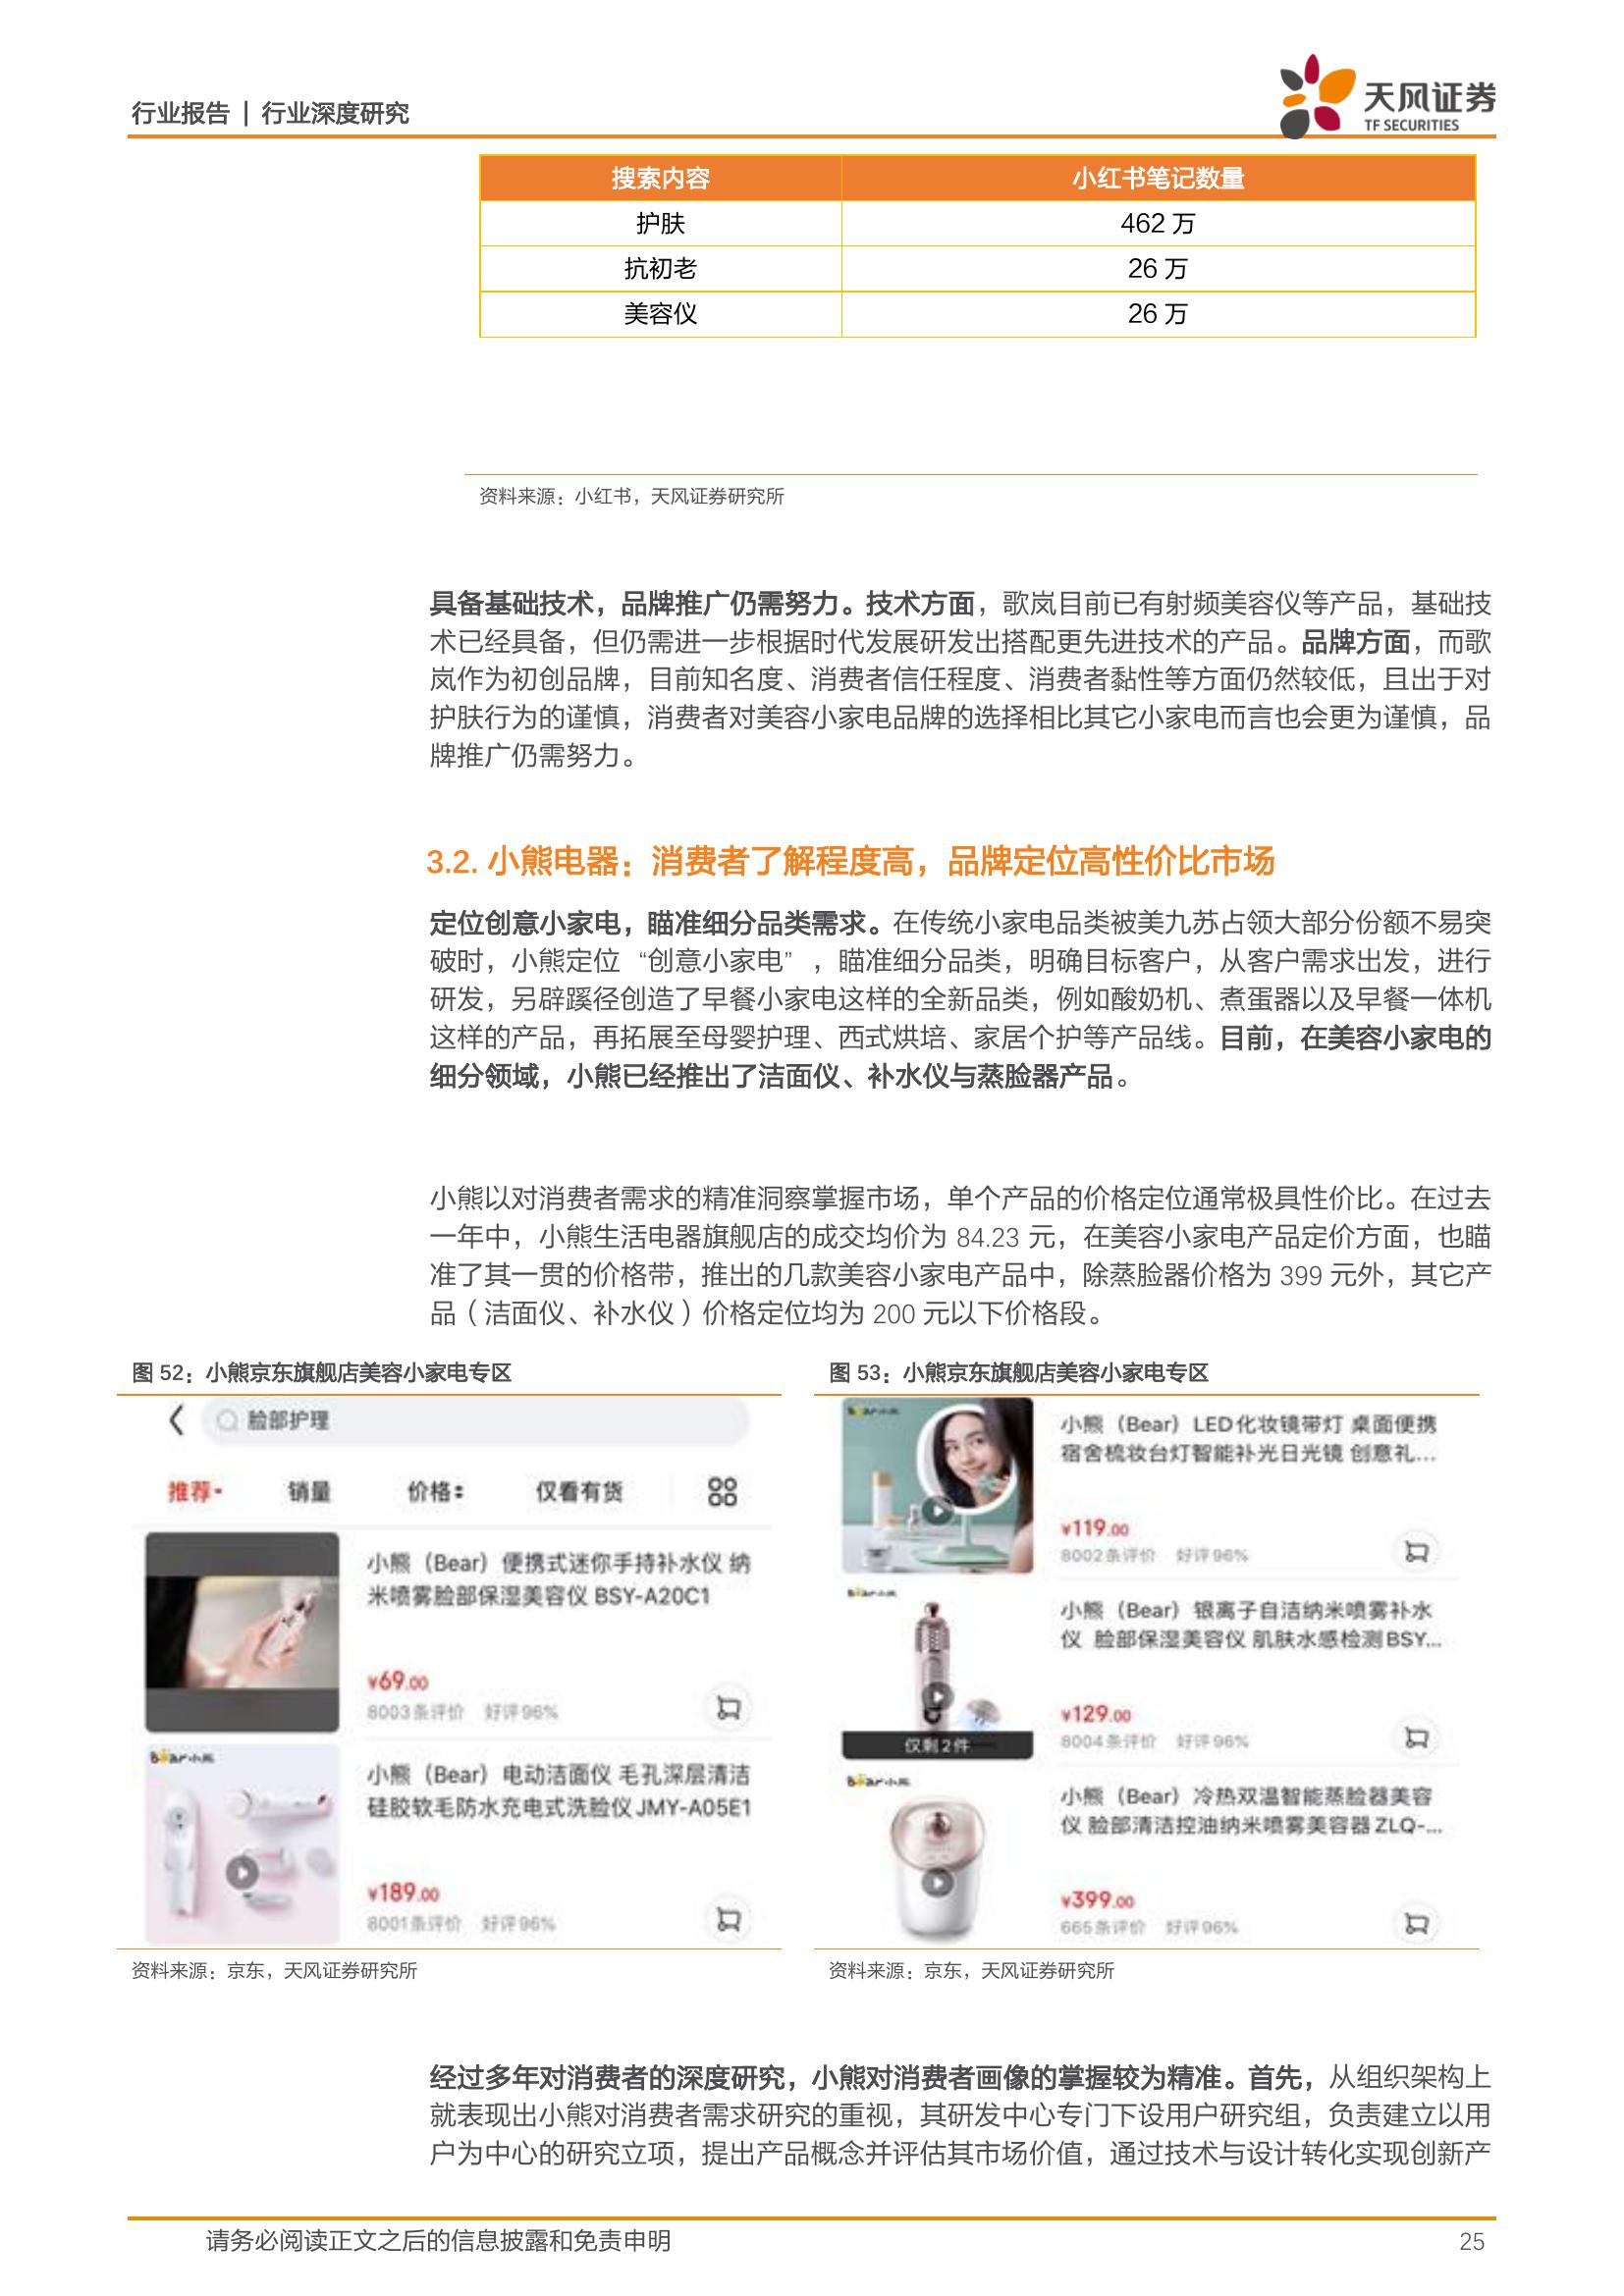 行业报告 | 行业深度研究
天风证券
TF SECURITIES
搜索内容 小红书笔记数量
护肤 462 万
抗初老 26 万
美容仪 26 万
资料来源：小红书，天风证券研究所
具备基础技术，品牌推广仍需努力。技术方面，歌岚目前已有射频美容仪等产品，基础技
术已经具备，但仍需进一步根据时代发展研发出搭配更先进技术的产品。品牌方面，而歌
岚作为初创品牌，目前知名度、消费者信任程度、消费者黏性等方面仍然较低，且出于对
护肤行为的谨慎，消费者对美容小家电品牌的选择相比其它小家电而言也会更为谨慎，品
牌推广仍需努力。
3.2. 小熊电器：消费者了解程度高，品牌定位高性价比市场
定位创意小家电，瞄准细分品类需求。在传统小家电品类被美九苏占领大部分份额不易突
破时，小熊定位“创意小家电”，瞄准细分品类，明确目标客户，从客户需求出发，进行
研发，另辟蹊径创造了早餐小家电这样的全新品类，例如酸奶机、煮蛋器以及早餐一体机
这样的产品，再拓展至母婴护理、西式烘培、家居个护等产品线。目前，在美容小家电的
细分领域，小熊已经推出了洁面仪、补水仪与蒸脸器产品。
小熊以对消费者需求的精准洞察掌握市场，单个产品的价格定位通常极具性价比。在过去
一年中，小熊生活电器旗舰店的成交均价为 84.23 元，在美容小家电产品定价方面，也瞄
准了其一贯的价格带，推出的几款美容小家电产品中，除蒸脸器价格为 399 元外，其它产
品（洁面仪、补水仪）价格定位均为 200 元以下价格段。
图 52：小熊京东旗舰店美容小家电专区
脸部护理
推荐 销量 价格 仅看有货
小熊（Bear）便携式迷你手持补水仪 纳
米喷雾脸部保湿美容仪 BSY-A20C1
¥69.00
8003条评价 好评96%
Bear小熊
小熊（Bear）电动洁面仪 毛孔深层清洁
硅胶软毛防水充电式洗脸仪JMY-A05E1
¥189.00
8001条评价 好评96%
资料来源：京东，天风证券研究所
图 53：小熊京东旗舰店美容小家电专区
Bear小熊
小熊（Bear）LED化妆镜带灯 桌面便携
宿舍梳妆台灯智能补光日光镜 创意礼...
¥119.00
8002条评价 好评96%
Bear小熊
小熊（Bear）银离子自洁纳米喷雾补水
仪 脸部保湿美容仪 肌肤水感检测BSY...
¥129.00
8004条评价 好评96%
仅剩2件
Bear小熊
小熊（Bear）冷热双温智能蒸脸器美容
仪 脸部清洁控油纳米喷雾美容器ZLQ-...
¥399.00
665条评价 好评96%
资料来源：京东，天风证券研究所
经过多年对消费者的深度研究，小熊对消费者画像的掌握较为精准。首先，从组织架构上
就表现出小熊对消费者需求研究的重视，其研发中心专门下设用户研究组，负责建立以用
户为中心的研究立项，提出产品概念并评估其市场价值，通过技术与设计转化实现创新产
请务必阅读正文之后的信息披露和免责申明 25